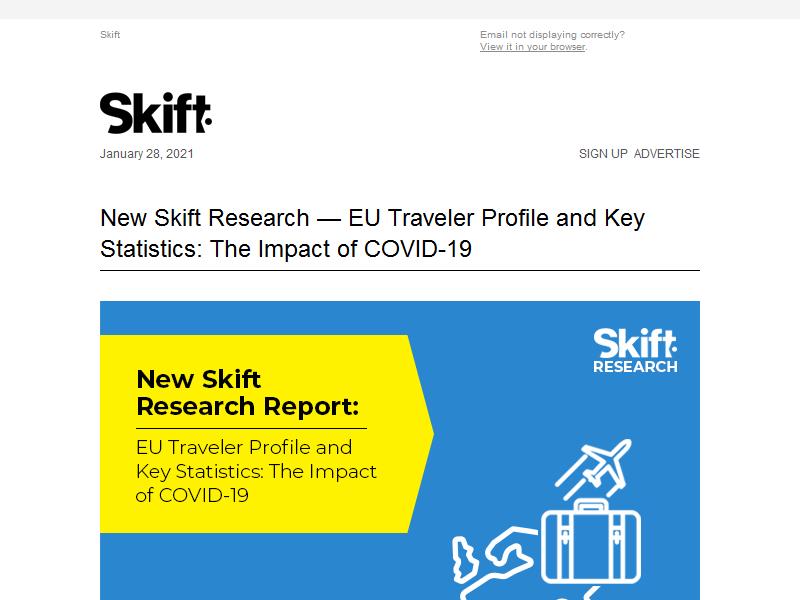 Skift
Email not displaying correctly?
View it in your browser.
Skift
January 28, 2021
SIGN UP ADVERTISE
New Skift Research — EU Traveler Profile and Key
Statistics: The Impact of COVID-19
Skift
RESEARCH
New Skift
Research Report:
EU Traveler Profile and
Key Statistics: The Impact
of COVID-19